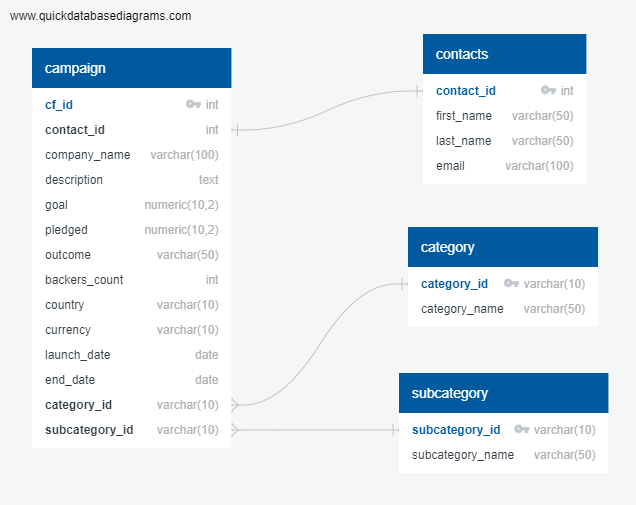 www.quickdatabasediagrams.com
campaign
cf_id int
contact_id int
company_name varchar(100)
description text
goal numeric(10,2)
pledged numeric(10,2)
outcome varchar(50)
backers_count int
country varchar(10)
currency varchar(10)
launch_date date
end_date date
category_id varchar(10)
subcategory_id varchar(10)
contacts
contact_id int
first_name varchar(50)
last_name varchar(50)
email varchar(100)
category
category_id varchar(10)
category_name varchar(50)
subcategory
subcategory_id varchar(10)
subcategory_name varchar(50)